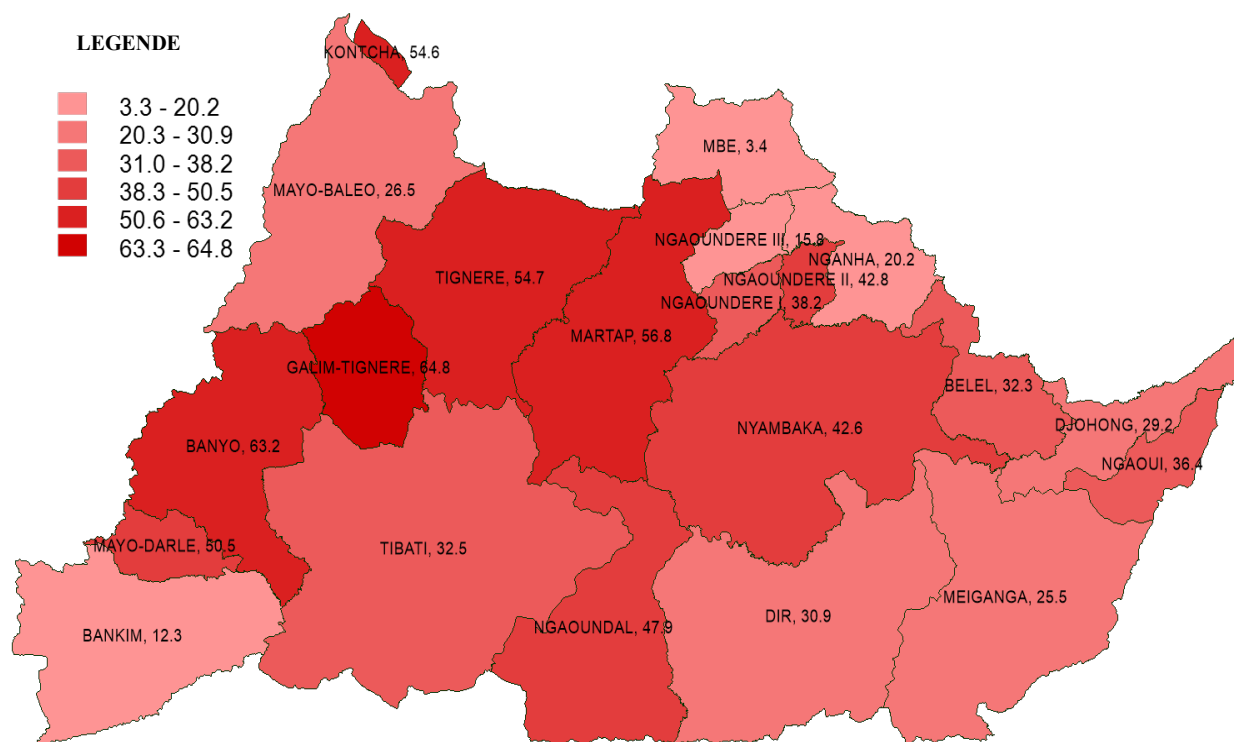 LEGENDE
3.3 - 20.2
20.3 - 30.9
31.0 - 38.2
38.3 - 50.5
50.6 - 63.2
63.3 - 64.8
KONTCHA, 54.6
MBE, 3.4
MAYO-BALEO, 26.5
NGAOUNDERE III, 15.8
NGANHA, 20.2
TIGNERE, 54.7
NGAOUNDERE II, 42.8
NGAOUNDERE I, 38.2
MARTAP, 56.8
GALIM-TIGNERE, 64.8
BELEL, 32.3
DJOHONG, 29.2
NYAMBAKA, 42.6
BANYO, 63.2
NGAOUI, 36.4
MAYO-DARLE, 50.5
TIBATI, 32.5
MEIGANGA, 25.5
DIR, 30.9
NGAOUNDAL, 47.9
BANKIM, 12.3